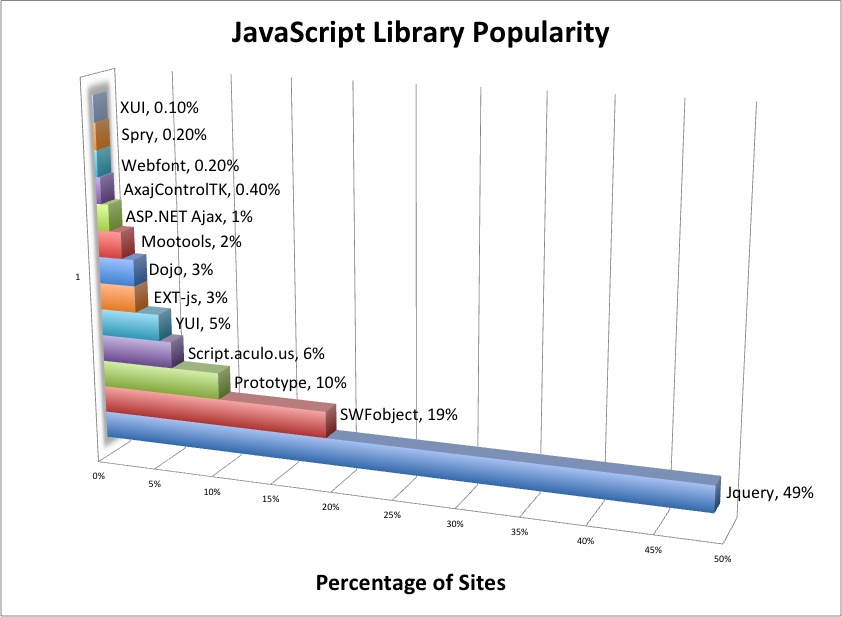 JavaScript Library Popularity
XUI, 0.10%
Spry, 0.20%
Webfont, 0.20%
AxajControlTK, 0.40%
ASP.NET Ajax, 1%
Mootools, 2%
Dojo, 3%
1
EXT-js, 3%
YUI, 5%
Script.aculo.us, 6%
Prototype, 10%
SWFobject, 19%
Jquery, 49%
0%
5%
10%
15%
20%
25%
30%
35%
40%
45%
50%
Percentage of Sites